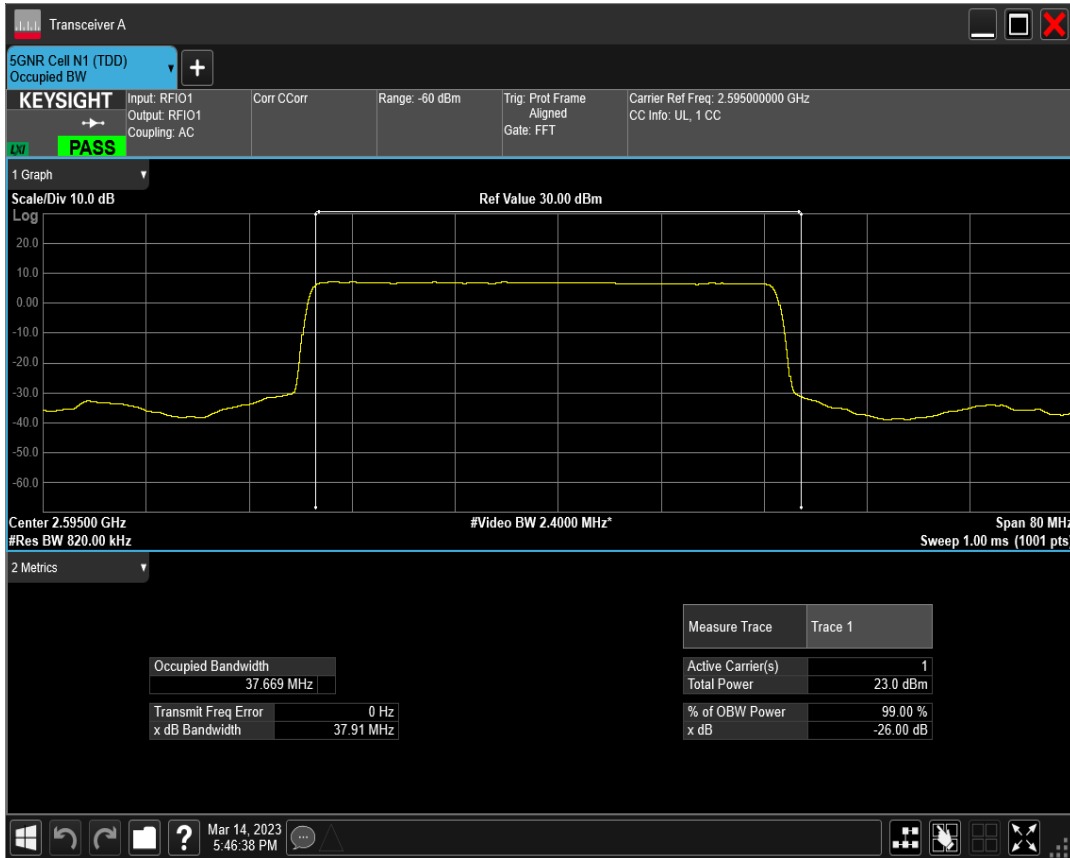 Transceiver A
5GNR Cell N1 (TDD)
Occupied BW
+
KEYSIGHT
LXI
PASS
Input: RFIO1
Output: RFIO1
Coupling: AC
Corr CCorr
Range: -60 dBm
Trig: Prot Frame
Aligned
Gate: FFT
Carrier Ref Freq: 2.595000000 GHz
CC Info: UL, 1 CC
1 Graph
Scale/Div 10.0 dB
Ref Value 30.00 dBm
Log
20.0
10.0
0.00
-10.0
-20.0
-30.0
-40.0
-50.0
-60.0
Center 2.59500 GHz
#Video BW 2.4000 MHz*
Span 80 MHz
#Res BW 820.00 kHz
Sweep 1.00 ms (1001 pts)
2 Metrics
Measure Trace Trace 1
Occupied Bandwidth
37.669 MHz
Active Carrier(s) 1
Total Power 23.0 dBm
Transmit Freq Error 0 Hz
x dB Bandwidth 37.91 MHz
% of OBW Power 99.00 %
x dB -26.00 dB
?
Mar 14, 2023
5:46:38 PM